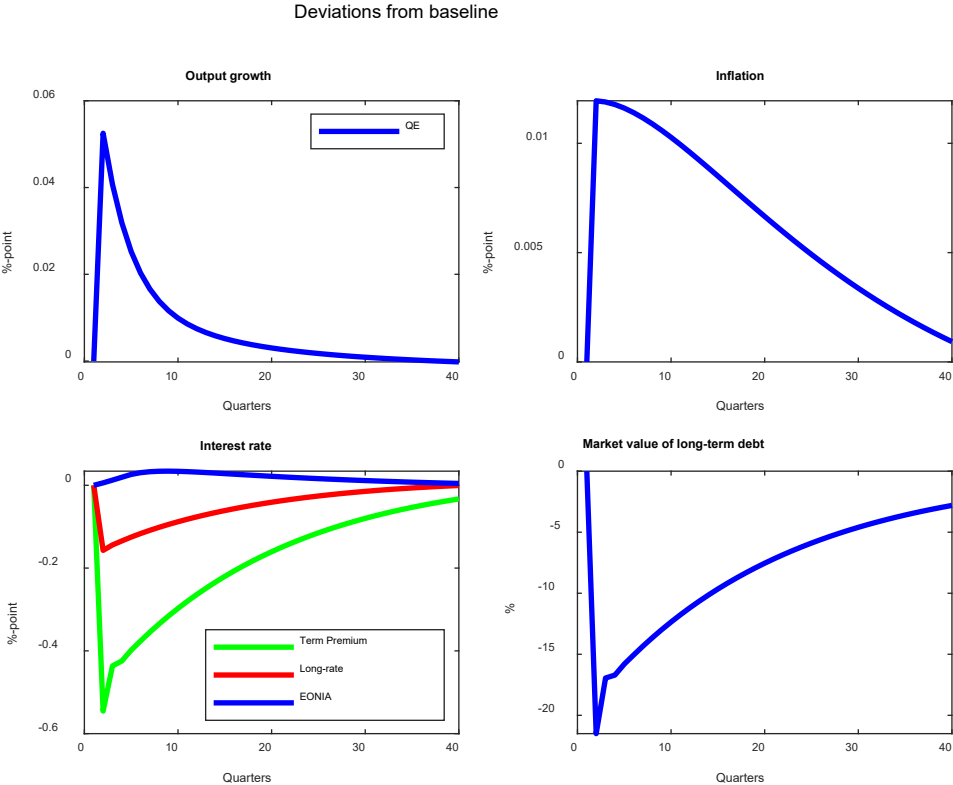 Deviations from baseline
Output growth
0.06
0.04
0.02
0
%-point
QE
0 10 20 30 40
Quarters
Inflation
0.01
0.005
0
%-point
0 10 20 30 40
Quarters
Interest rate
0
-0.2
-0.4
-0.6
%-point
Term Premium
Long-rate
EONIA
0 10 20 30 40
Quarters
Market value of long-term debt
0
-5
-10
-15
-20
%
0 10 20 30 40
Quarters